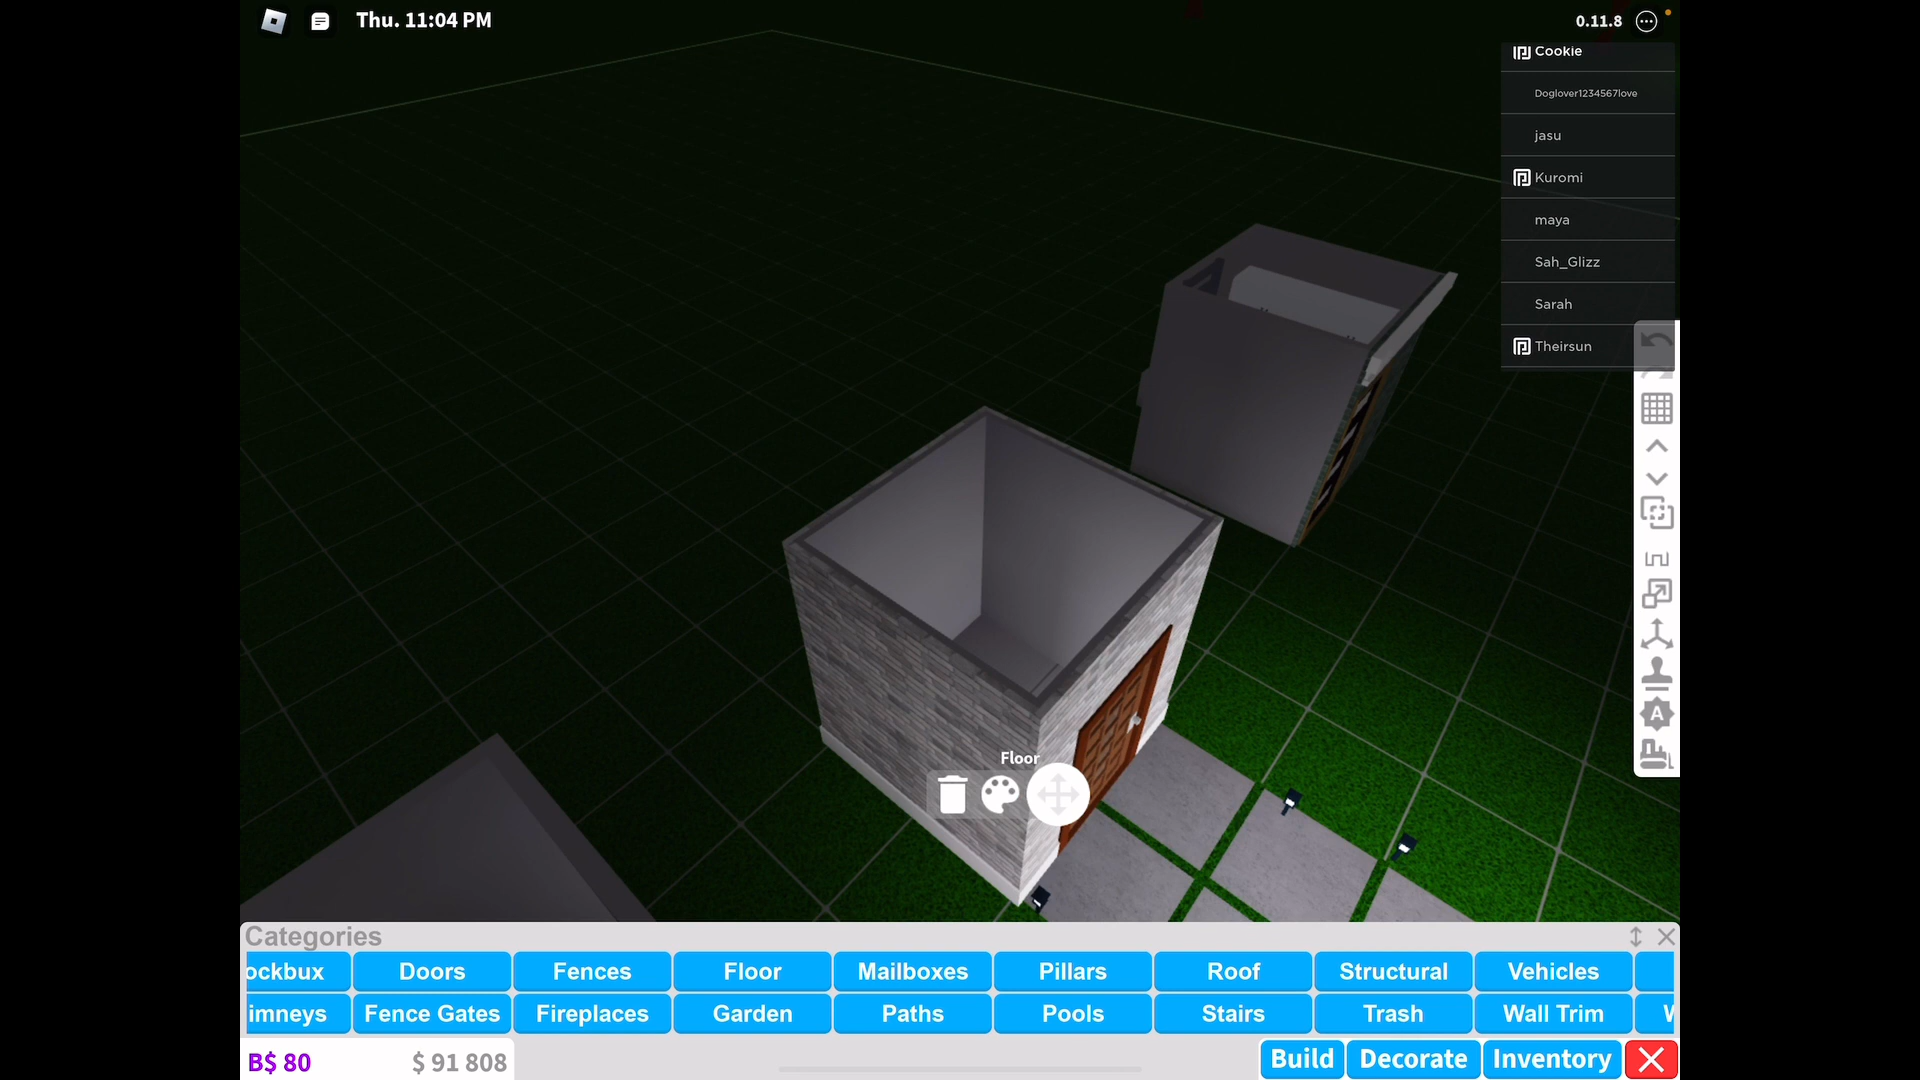 Thu. 11:04 PM
0.11.8
Cookie
Doglover1234567love
jasu
Kuromi
maya
Sah_Glizz
Sarah
Theirsun
A
Floor
Categories
ockbux Doors Fences Floor Mailboxes Pillars Roof Structural Vehicles
imneys Fence Gates Fireplaces Garden Paths Pools Stairs Trash Wall Trim
B$ 80 $ 91 808 Build Decorate Inventory